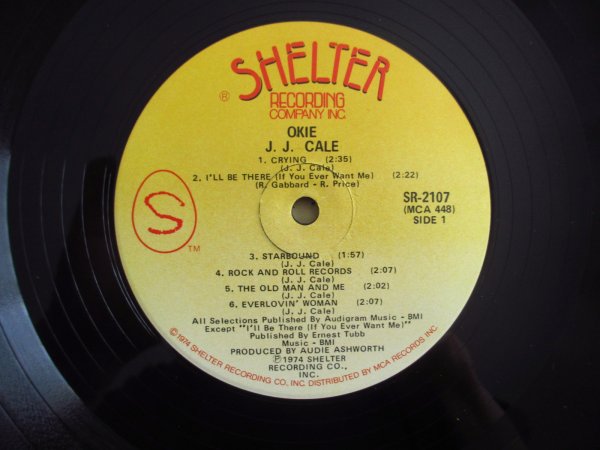 SHELTER
® RECORDING
COMPANY INC.
OKIE
J. J. CALE
1. CRYING (2:35)
(J. J. Cale)
2. I'LL BE THERE (If You Ever Want Me) (2:22)
(R. Gabbard - R. Price)
S
TM
SR-2107
(MCA 448)
SIDE 1
3. STARBOUND (1:57)
(J. J. Cale)
4. ROCK AND ROLL RECORDS (2:07)
(J. J. Cale)
5. THE OLD MAN AND ME (2:02)
(J. J. Cale)
6. EVERLOVIN' WOMAN (2:07)
(J. J. Cale)
All Selections Published By Audigram Music - BMI
Except "I'll Be There (If You Ever Want Me)"
Published By Ernest Tubb
Music - BMI
PRODUCED BY AUDIE ASHWORTH
℗ 1974 SHELTER
RECORDING CO.,
INC.
©1974 SHELTER RECORDING CO., INC. DISTRIBUTED BY MCA RECORDS INC.